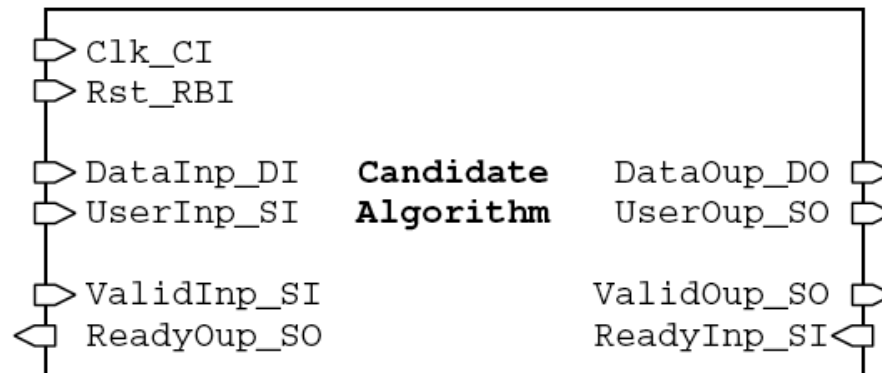 Clk_CI
Rst_RBI
DataInp_DI Candidate DataOup_DO
UserInp_SI Algorithm UserOup_SO
ValidInp_SI ValidOup_SO
ReadyOup_SO ReadyInp_SI